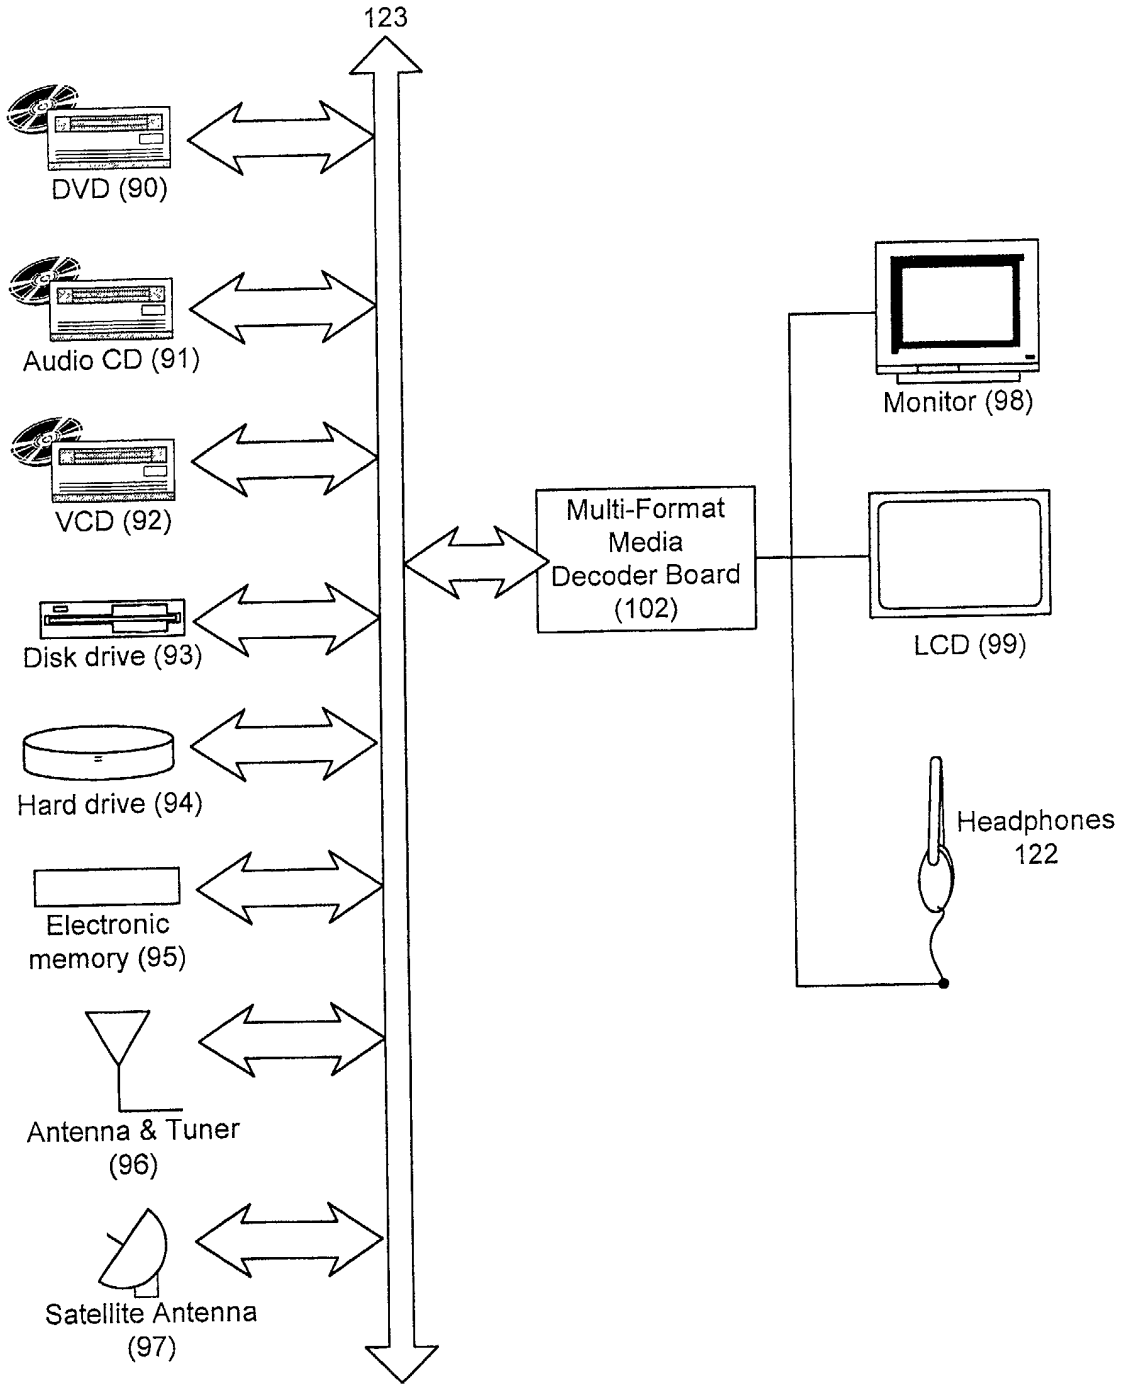 123
DVD (90)
Audio CD (91)
VCD (92)
Disk drive (93)
Hard drive (94)
Electronic
memory (95)
Antenna & Tuner
(96)
Satellite Antenna
(97)
Multi-Format
Media
Decoder Board
(102)
Monitor (98)
LCD (99)
Headphones
122